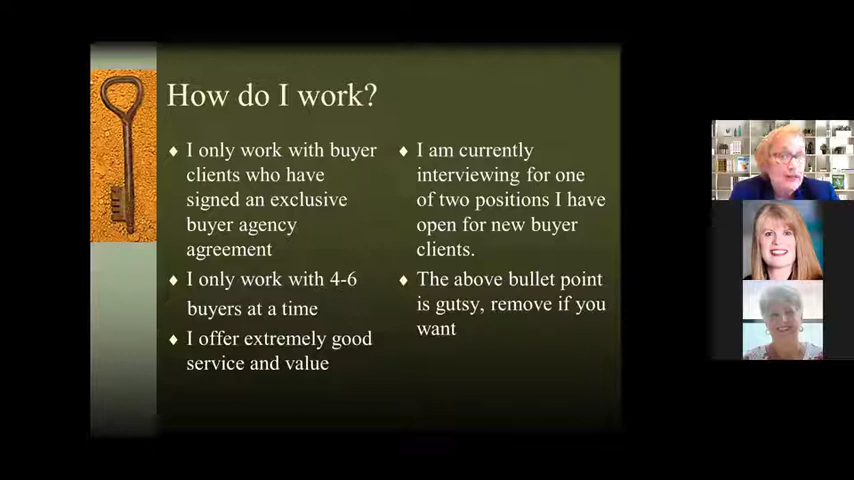 How do I work?
♦ I only work with buyer
clients who have
signed an exclusive
buyer agency
agreement
♦ I only work with 4-6
buyers at a time
♦ I offer extremely good
service and value
♦ I am currently
interviewing for one
of two positions I have
open for new buyer
clients.
♦ The above bullet point
is gutsy, remove if you
want